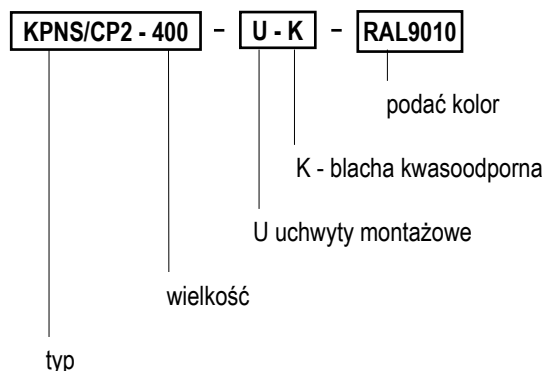 KPNS/CP2 - 400 - U - K - RAL9010
podać kolor
K - blacha kwasoodporna
U uchwyty montażowe
wielkość
typ